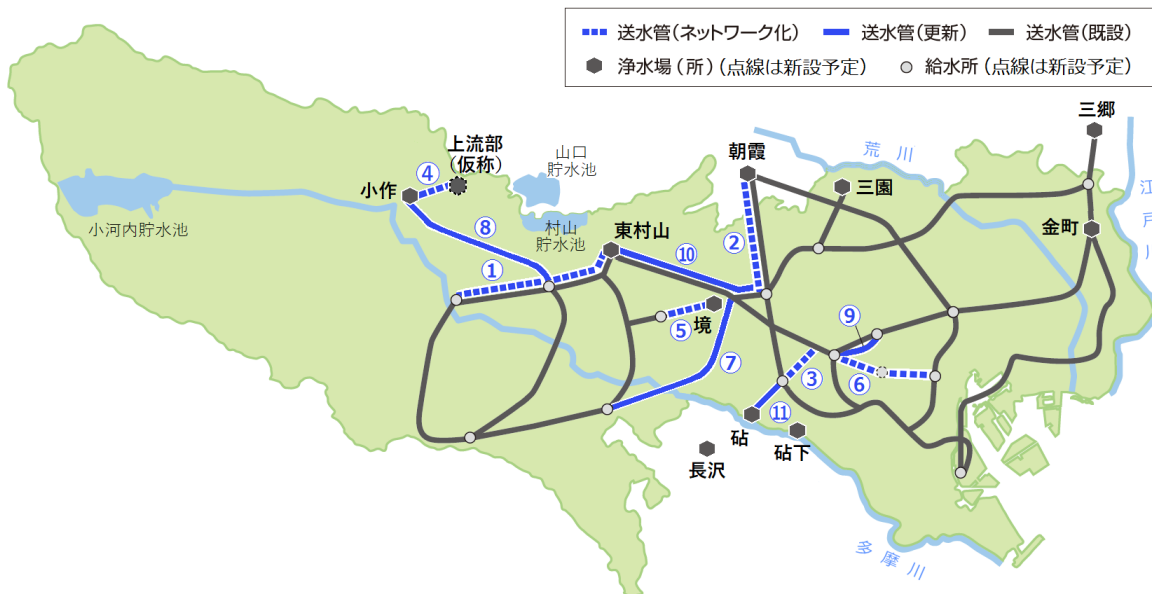 送水管(ネットワーク化)
送水管(更新)
送水管(既設)
浄水場(所)(点線は新設予定)
給水所(点線は新設予定)
三郷
上流部
(仮称)
山口
貯水池
朝霞
荒川
④
小作
三園
江戸川
小河内貯水池
⑧
村山
貯水池
東村山
②
金町
⑩
①
⑤
境
⑨
⑦
③
⑥
⑪
砧
砧下
長沢
多摩川